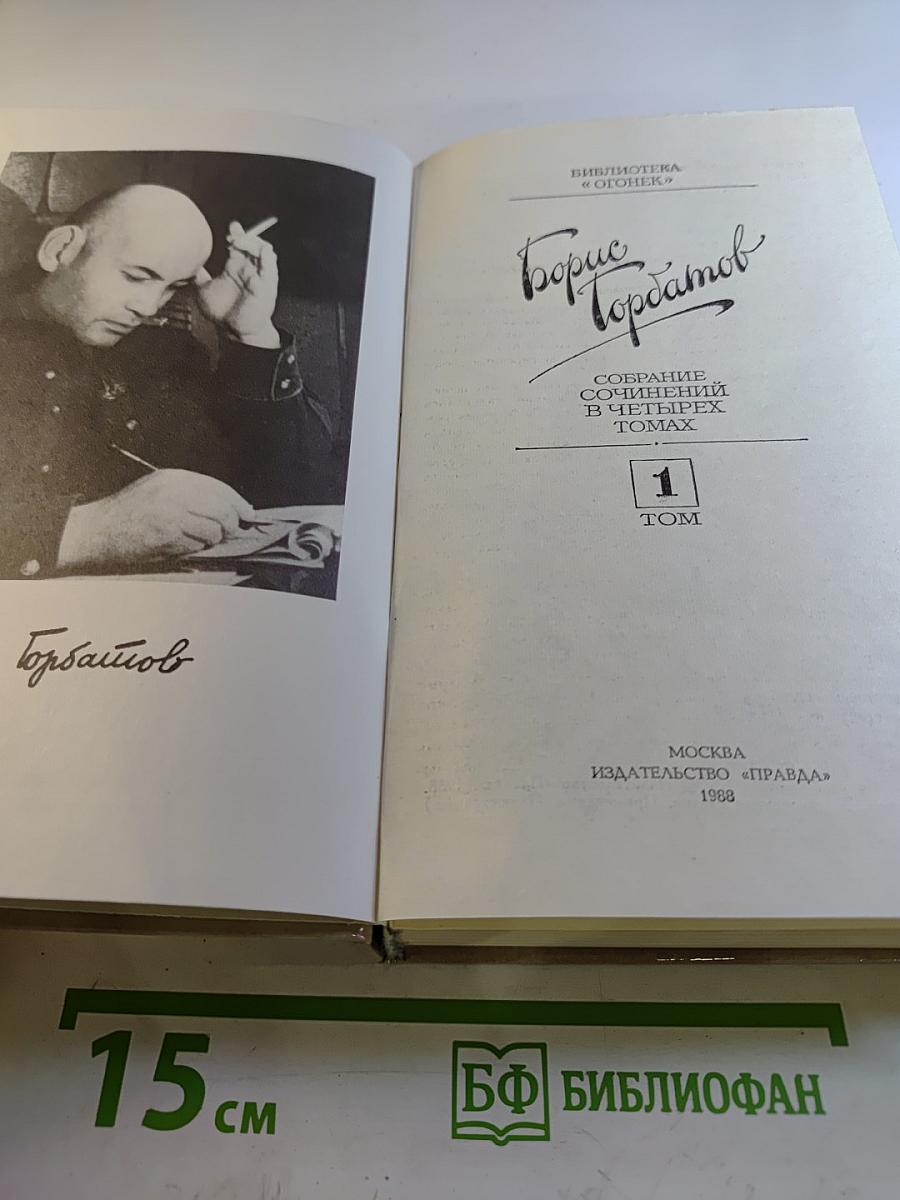 Горбатов
БИБЛИОТЕКА
«ОГОНЕК»
Борис
Горбатов
СОБРАНИЕ
СОЧИНЕНИЙ
В ЧЕТЫРЕХ
ТОМАХ
1
ТОМ
МОСКВА
ИЗДАТЕЛЬСТВО «ПРАВДА»
1988
15 см
БФ БИБЛИОФАН